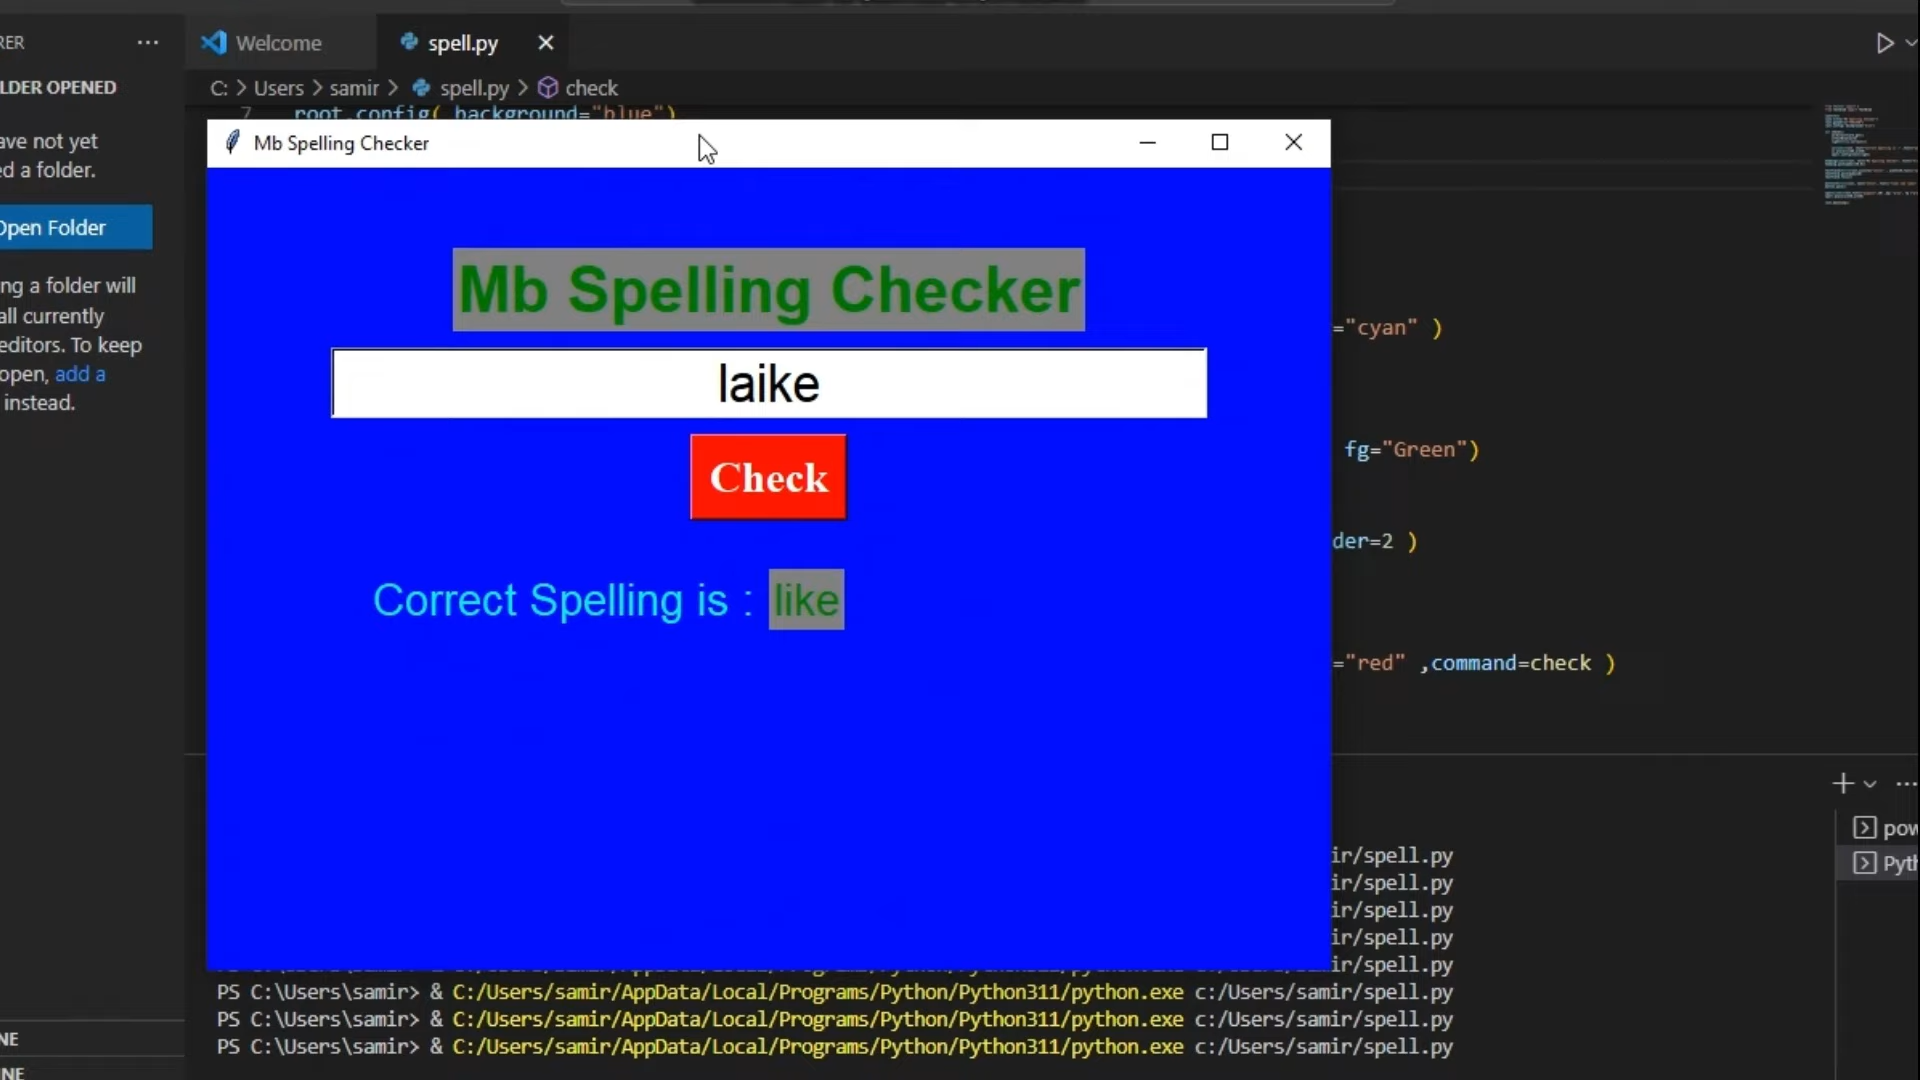 RER
Welcome
spell.py
LDER OPENED
C: > Users > samir > spell.py > check
7 root.config( background="blue")
ave not yet
ed a folder.
Open Folder
ing a folder will
all currently
editors. To keep
open, add a
instead.
Mb Spelling Checker
Mb Spelling Checker
laike
Check
Correct Spelling is : like
="cyan" )
fg="Green")
der=2 )
="red" ,command=check )
pow
Pyth
ir/spell.py
ir/spell.py
ir/spell.py
ir/spell.py
ir/spell.py
PS C:\Users\samir> & C:/Users/samir/AppData/Local/Programs/Python/Python311/python.exe c:/Users/samir/spell.py
PS C:\Users\samir> & C:/Users/samir/AppData/Local/Programs/Python/Python311/python.exe c:/Users/samir/spell.py
PS C:\Users\samir> & C:/Users/samir/AppData/Local/Programs/Python/Python311/python.exe c:/Users/samir/spell.py
NE
NE